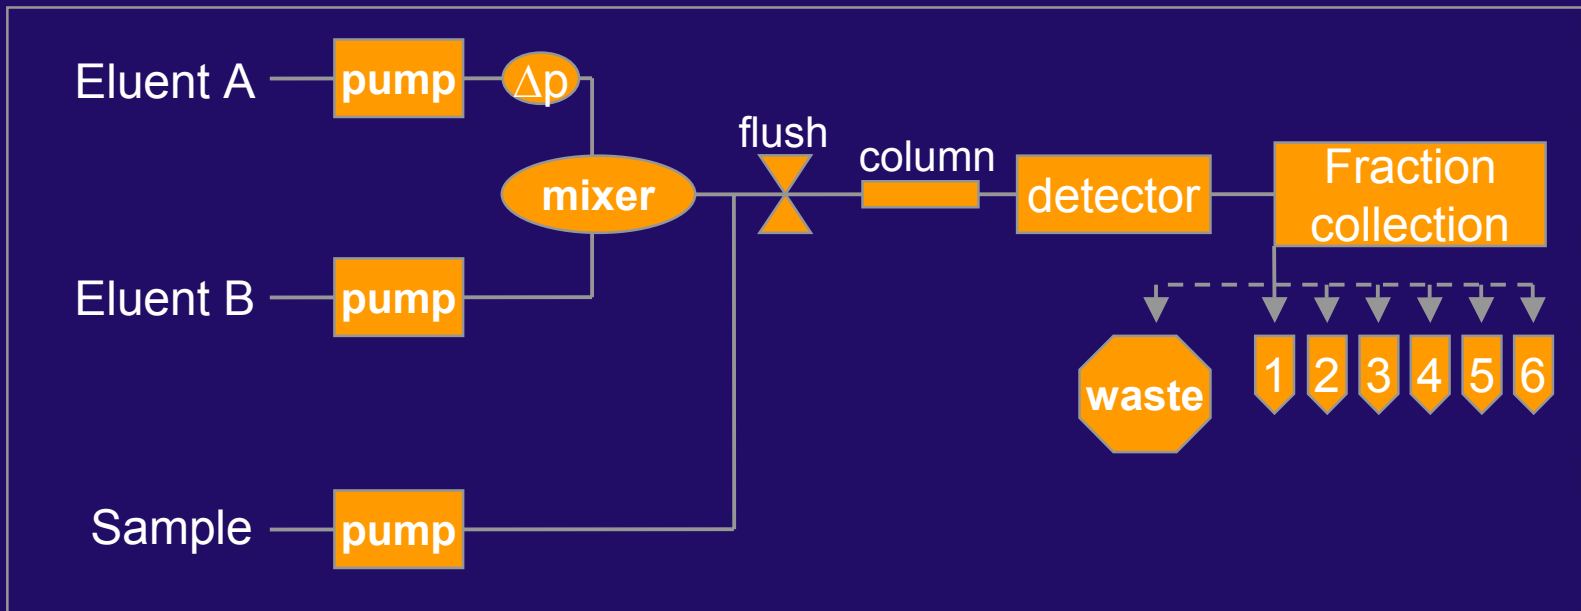 Eluent A
pump
Δp
flush
column
mixer
detector
Fraction
collection
Eluent B
pump
waste
1 2 3 4 5 6
Sample
pump